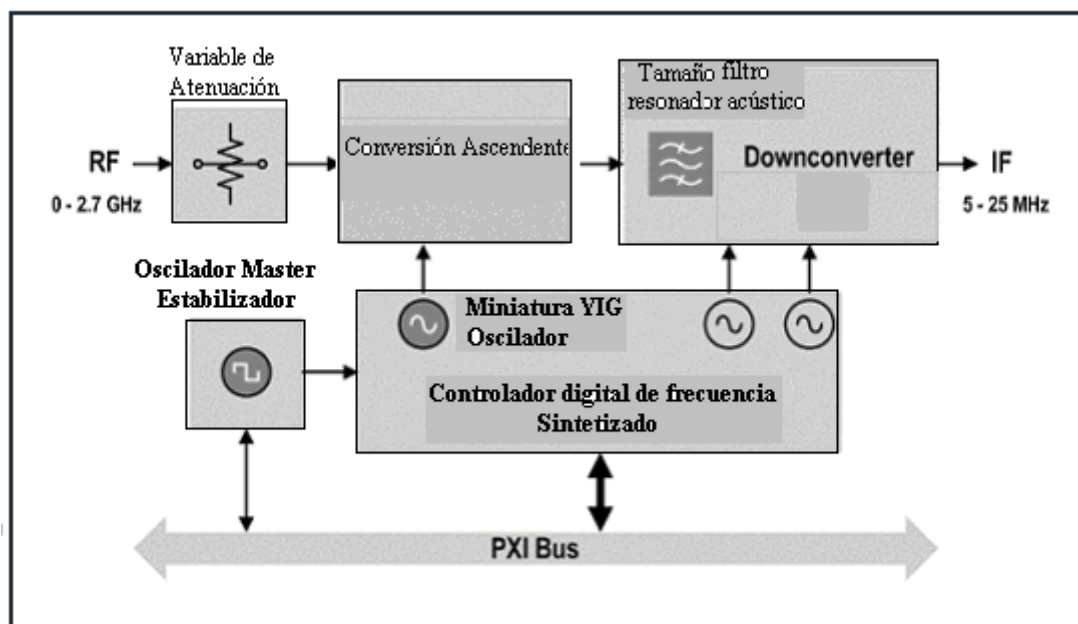 Variable de
Atenuación
Tamaño filtro
resonador acústico
Conversión Ascendente
RF
0 - 2.7 GHz
Downconverter
IF
5 - 25 MHz
Oscilador Master
Estabilizador
Miniatura YIG
Oscilador
Controlador digital de frecuencia
Sintetizado
PXI Bus